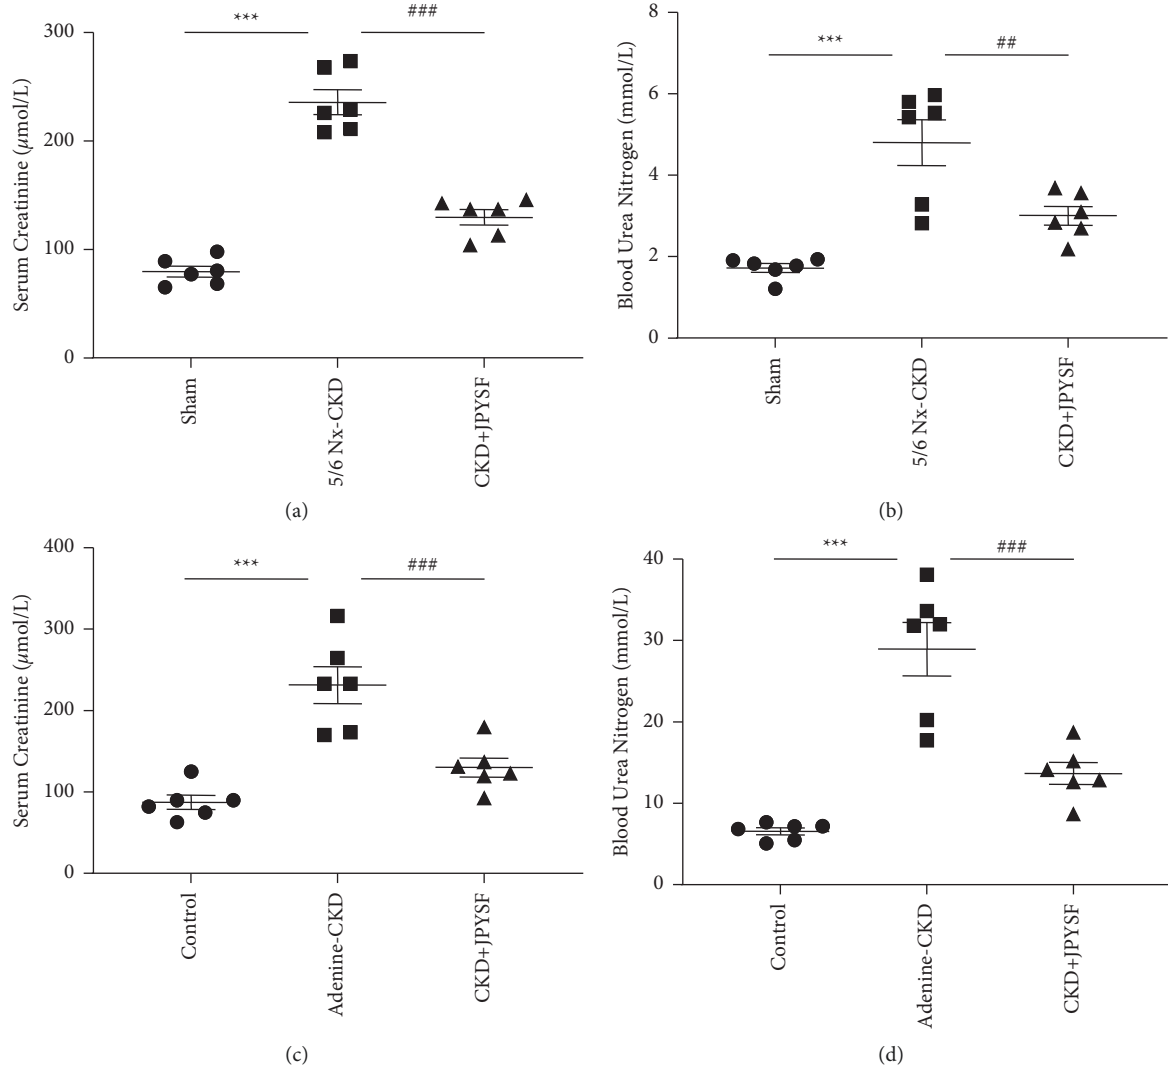 Serum Creatinine (μmol/L)
300
200
100
0
***
###
Sham
5/6 Nx-CKD
CKD+JPYSF
(a)
Blood Urea Nitrogen (mmol/L)
8
6
4
2
0
***
##
Sham
5/6 Nx-CKD
CKD+JPYSF
(b)
Serum Creatinine (μmol/L)
400
300
200
100
0
***
###
Control
Adenine-CKD
CKD+JPYSF
(c)
Blood Urea Nitrogen (mmol/L)
40
30
20
10
0
***
###
Control
Adenine-CKD
CKD+JPYSF
(d)